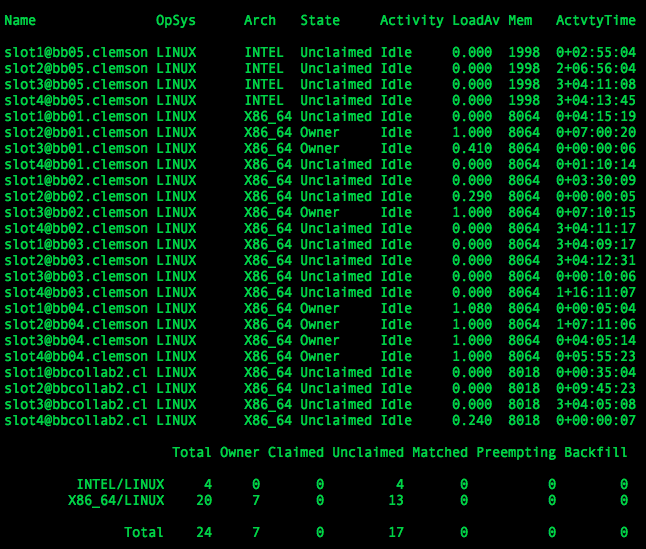 Name               OpSys      Arch   State     Activity LoadAv Mem   ActvtyTime
slot1@bb05.clemson LINUX      INTEL  Unclaimed Idle     0.000  1998  0+02:55:04
slot2@bb05.clemson LINUX      INTEL  Unclaimed Idle     0.000  1998  2+06:56:04
slot3@bb05.clemson LINUX      INTEL  Unclaimed Idle     0.000  1998  3+04:11:08
slot4@bb05.clemson LINUX      INTEL  Unclaimed Idle     0.000  1998  3+04:13:45
slot1@bb01.clemson LINUX      X86_64 Unclaimed Idle     0.000  8064  0+04:15:19
slot2@bb01.clemson LINUX      X86_64 Owner     Idle     1.000  8064  0+07:00:20
slot3@bb01.clemson LINUX      X86_64 Owner     Idle     0.410  8064  0+00:00:06
slot4@bb01.clemson LINUX      X86_64 Unclaimed Idle     0.000  8064  0+01:10:14
slot1@bb02.clemson LINUX      X86_64 Unclaimed Idle     0.000  8064  0+03:30:09
slot2@bb02.clemson LINUX      X86_64 Unclaimed Idle     0.290  8064  0+00:00:05
slot3@bb02.clemson LINUX      X86_64 Owner     Idle     1.000  8064  0+07:10:15
slot4@bb02.clemson LINUX      X86_64 Unclaimed Idle     0.000  8064  3+04:11:17
slot1@bb03.clemson LINUX      X86_64 Unclaimed Idle     0.000  8064  3+04:09:17
slot2@bb03.clemson LINUX      X86_64 Unclaimed Idle     0.000  8064  3+04:12:31
slot3@bb03.clemson LINUX      X86_64 Unclaimed Idle     0.000  8064  0+00:10:06
slot4@bb03.clemson LINUX      X86_64 Unclaimed Idle     0.000  8064  1+16:11:07
slot1@bb04.clemson LINUX      X86_64 Owner     Idle     1.080  8064  0+00:05:04
slot2@bb04.clemson LINUX      X86_64 Owner     Idle     1.000  8064  1+07:11:06
slot3@bb04.clemson LINUX      X86_64 Owner     Idle     1.000  8064  0+04:05:14
slot4@bb04.clemson LINUX      X86_64 Owner     Idle     1.000  8064  0+05:55:23
slot1@bbcollab2.cl LINUX      X86_64 Unclaimed Idle     0.000  8018  0+00:35:04
slot2@bbcollab2.cl LINUX      X86_64 Unclaimed Idle     0.000  8018  0+09:45:23
slot3@bbcollab2.cl LINUX      X86_64 Unclaimed Idle     0.000  8018  3+04:05:08
slot4@bbcollab2.cl LINUX      X86_64 Unclaimed Idle     0.240  8018  0+00:00:07
Total Owner Claimed Unclaimed Matched Preempting Backfill
INTEL/LINUX     4     0       0         4       0          0        0
X86_64/LINUX    20     7       0        13       0          0        0
Total    24     7       0        17       0          0        0